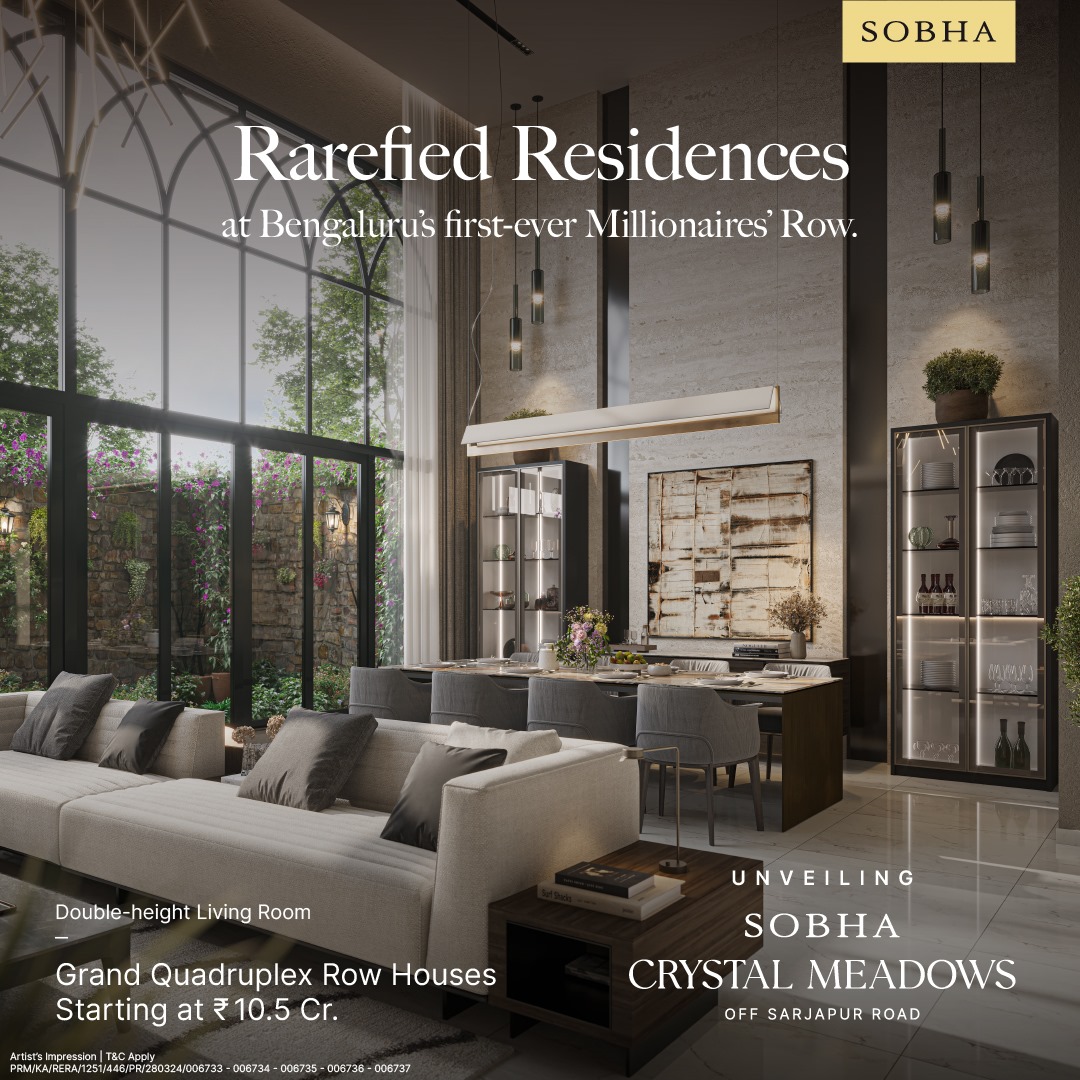 SOBHA
Rarefied Residences
at Bengaluru's first-ever Millionaires' Row.
Double-height Living Room
Grand Quadruplex Row Houses
Starting at ₹ 10.5 Cr.
UNVEILING
SOBHA
CRYSTAL MEADOWS
OFF SARJAPUR ROAD
Surf Shacks
Artist's Impression | T&C Apply
PRM/KA/RERA/1251/446/PR/280324/006733 - 006734 - 006735 - 006736 - 006737